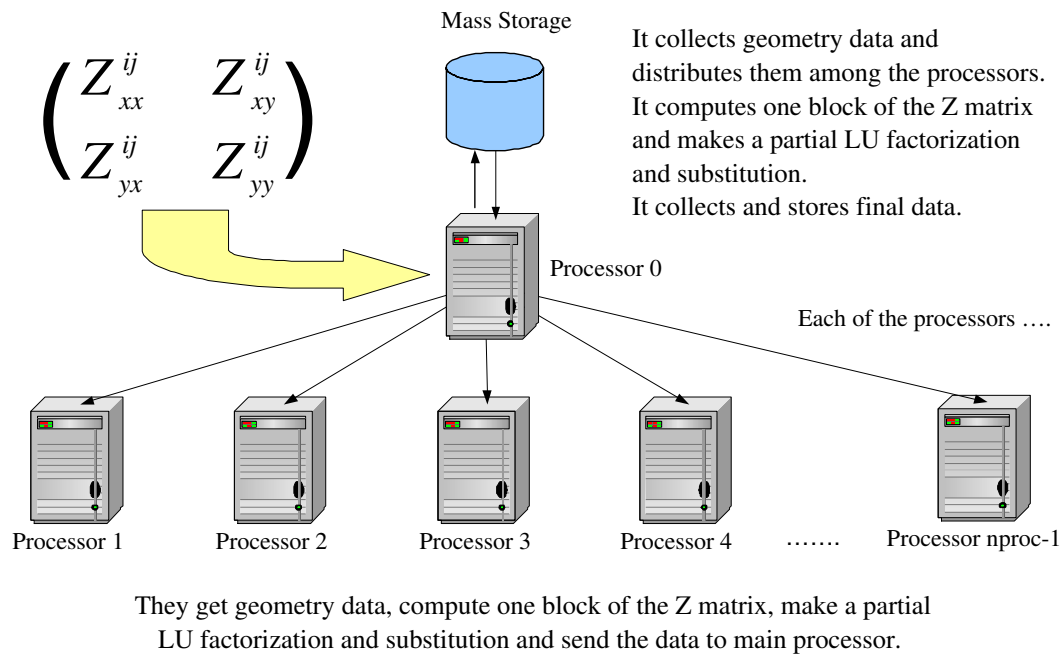 Mass Storage
It collects geometry data and
distributes them among the processors.
It computes one block of the Z matrix
and makes a partial LU factorization
and substitution.
It collects and stores final data.
( Z^{ij}_{xx} Z^{ij}_{xy}
Z^{ij}_{yx} Z^{ij}_{yy} )
Processor 0
Each of the processors ….
Processor 1
Processor 2
Processor 3
Processor 4
…….
Processor nproc-1
They get geometry data, compute one block of the Z matrix, make a partial
LU factorization and substitution and send the data to main processor.